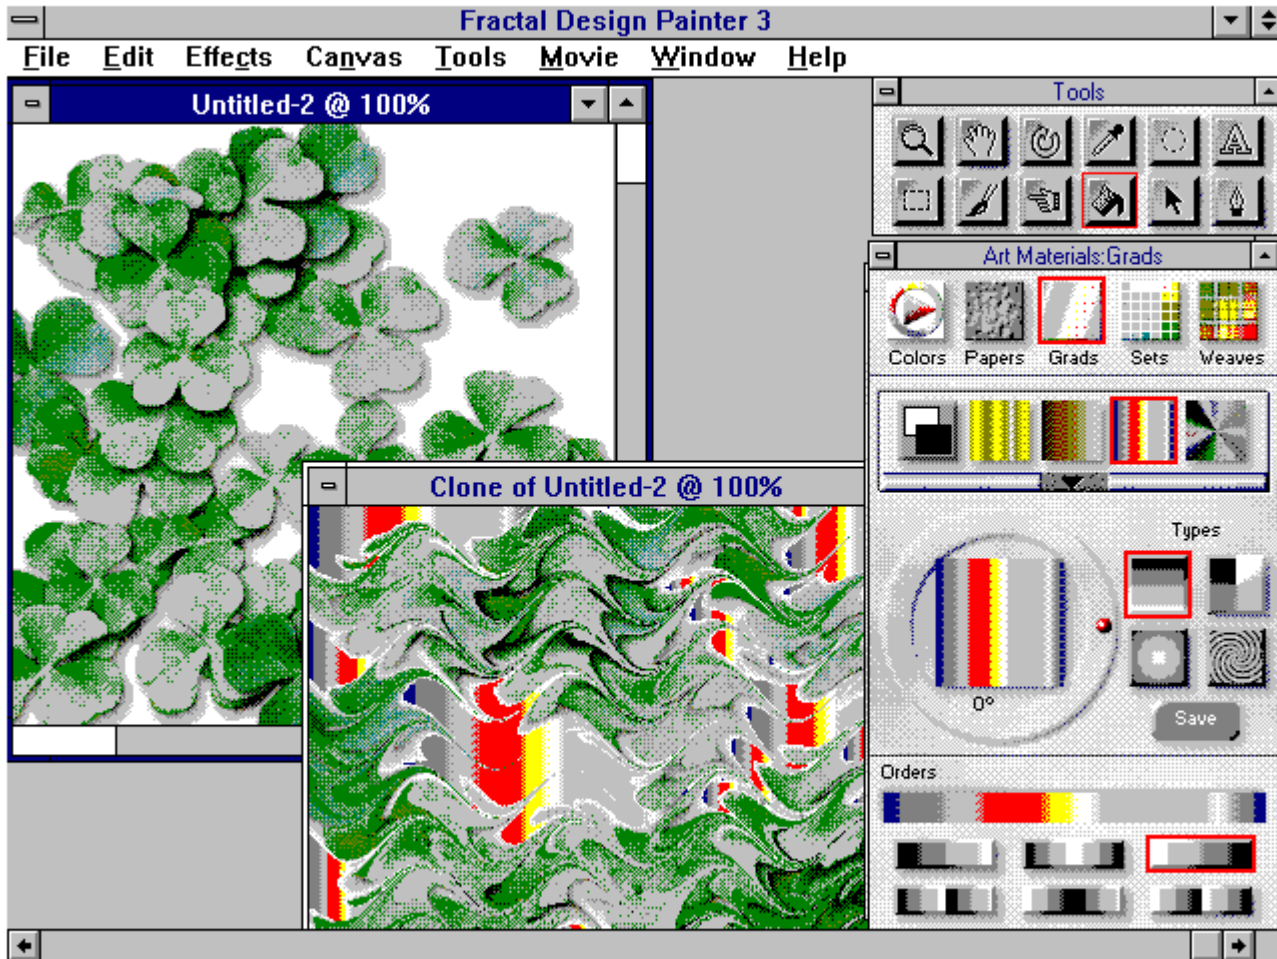 Fractal Design Painter 3
File Edit Effects Canvas Tools Movie Window Help
Untitled-2 @ 100%
Tools
A
Art Materials:Grads
Colors Papers Grads Sets Weaves
Clone of Untitled-2 @ 100%
Types
0°
Save
Orders